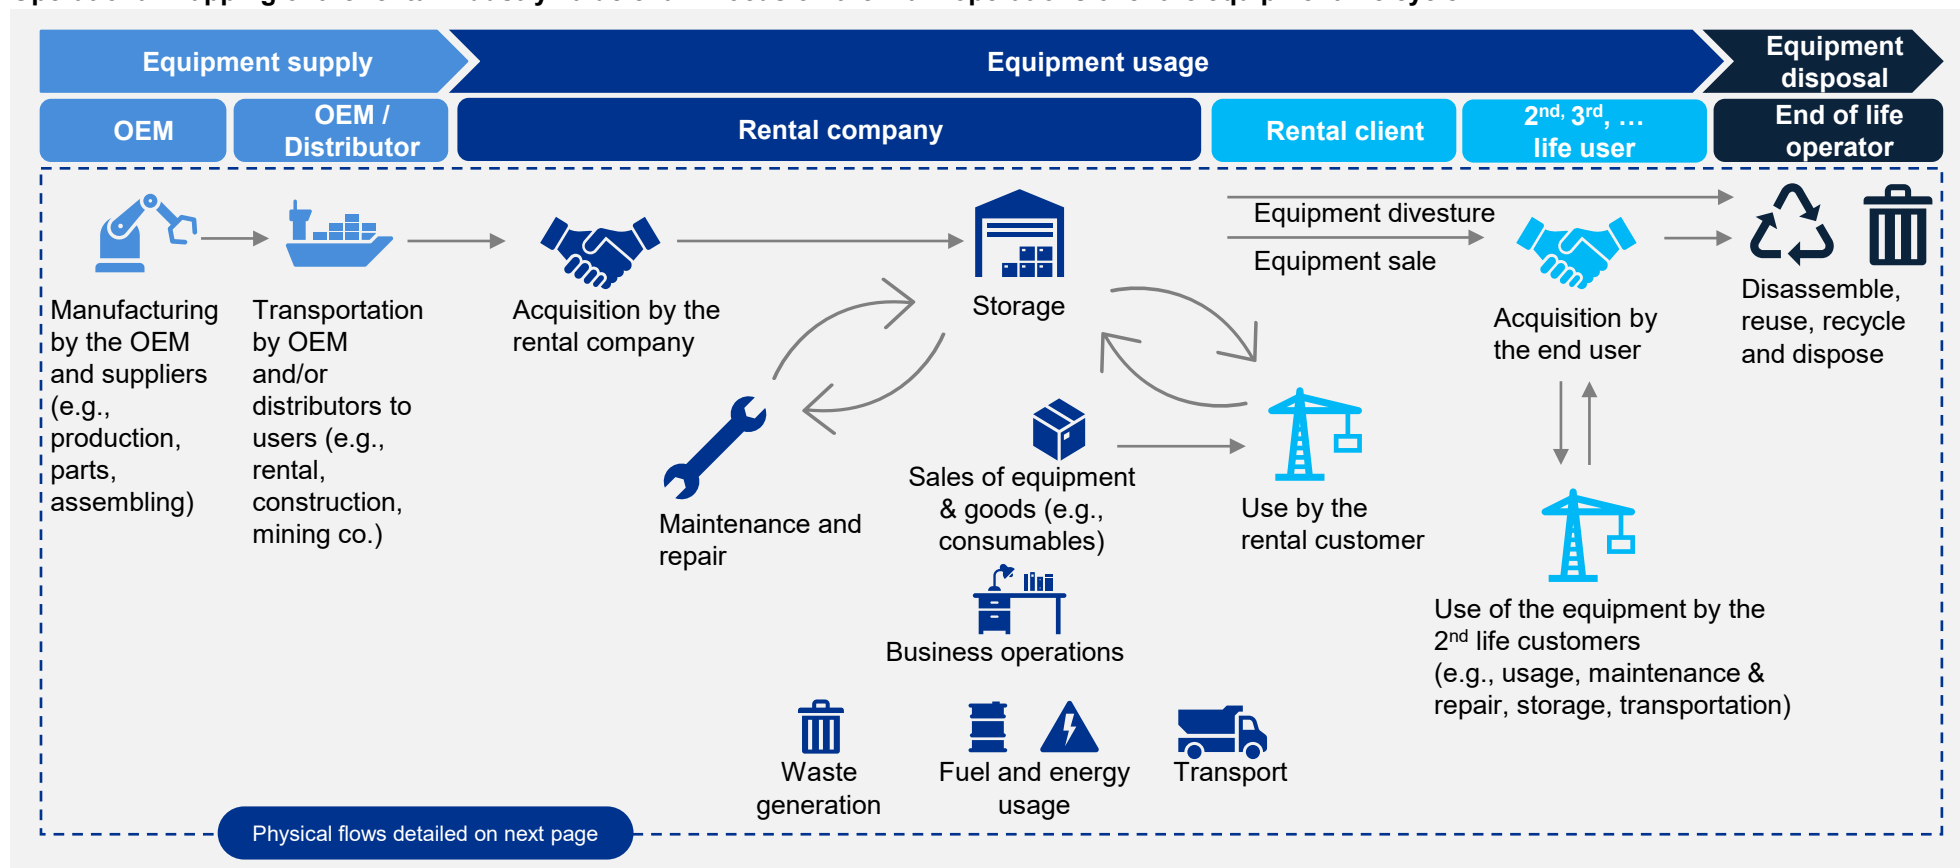 Equipment supply
Equipment usage
Equipment
disposal
OEM
OEM /
Distributor
Rental company
Rental client
2nd, 3rd, …
life user
End of life
operator
Manufacturing
by the OEM
and suppliers
(e.g.,
production,
parts,
assembling)
Transportation
by OEM
and/or
distributors to
users (e.g.,
rental,
construction,
mining co.)
Acquisition by the
rental company
Storage
Equipment divesture
Equipment sale
Acquisition by
the end user
Disassemble,
reuse, recycle
and dispose
Maintenance and
repair
Sales of equipment
& goods (e.g.,
consumables)
Use by the
rental customer
Business operations
Use of the equipment by the
2nd life customers
(e.g., usage, maintenance &
repair, storage, transportation)
Waste
generation
Fuel and energy
usage
Transport
Physical flows detailed on next page